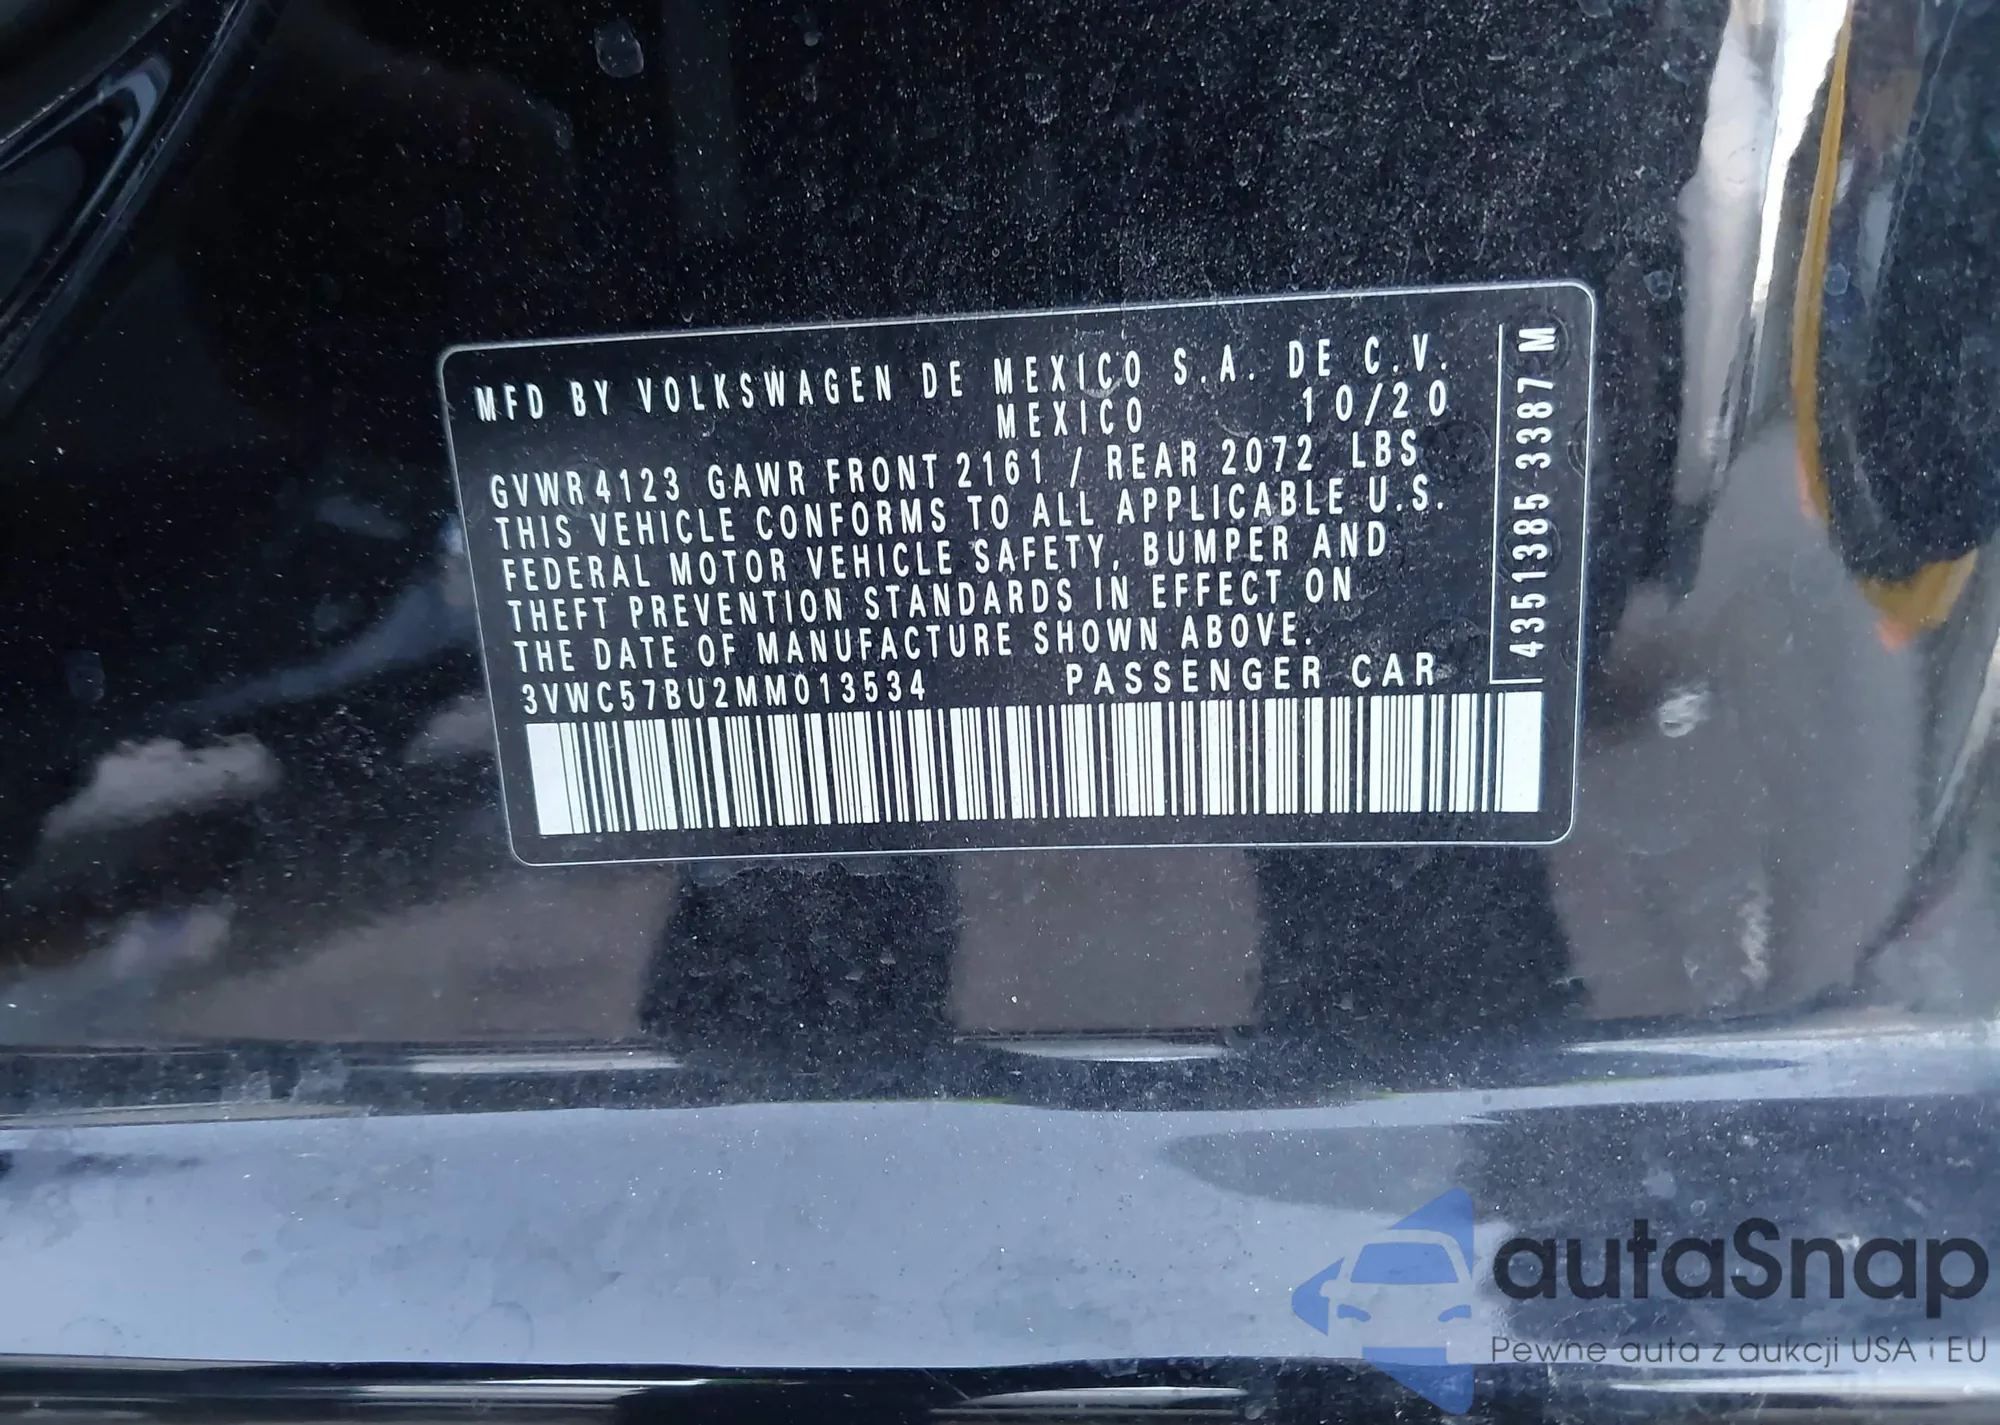 MFD BY VOLKSWAGEN DE MEXICO S.A. DE C.V.
MEXICO 10/20
GVWR 4123 GAWR FRONT 2161 / REAR 2072 LBS
THIS VEHICLE CONFORMS TO ALL APPLICABLE U.S.
FEDERAL MOTOR VEHICLE SAFETY, BUMPER AND
THEFT PREVENTION STANDARDS IN EFFECT ON
THE DATE OF MANUFACTURE SHOWN ABOVE.
3VWC57BU2MM013534 PASSENGER CAR
4351385 3387 M
autaSnap
Pewne auta z aukcji USA i EU